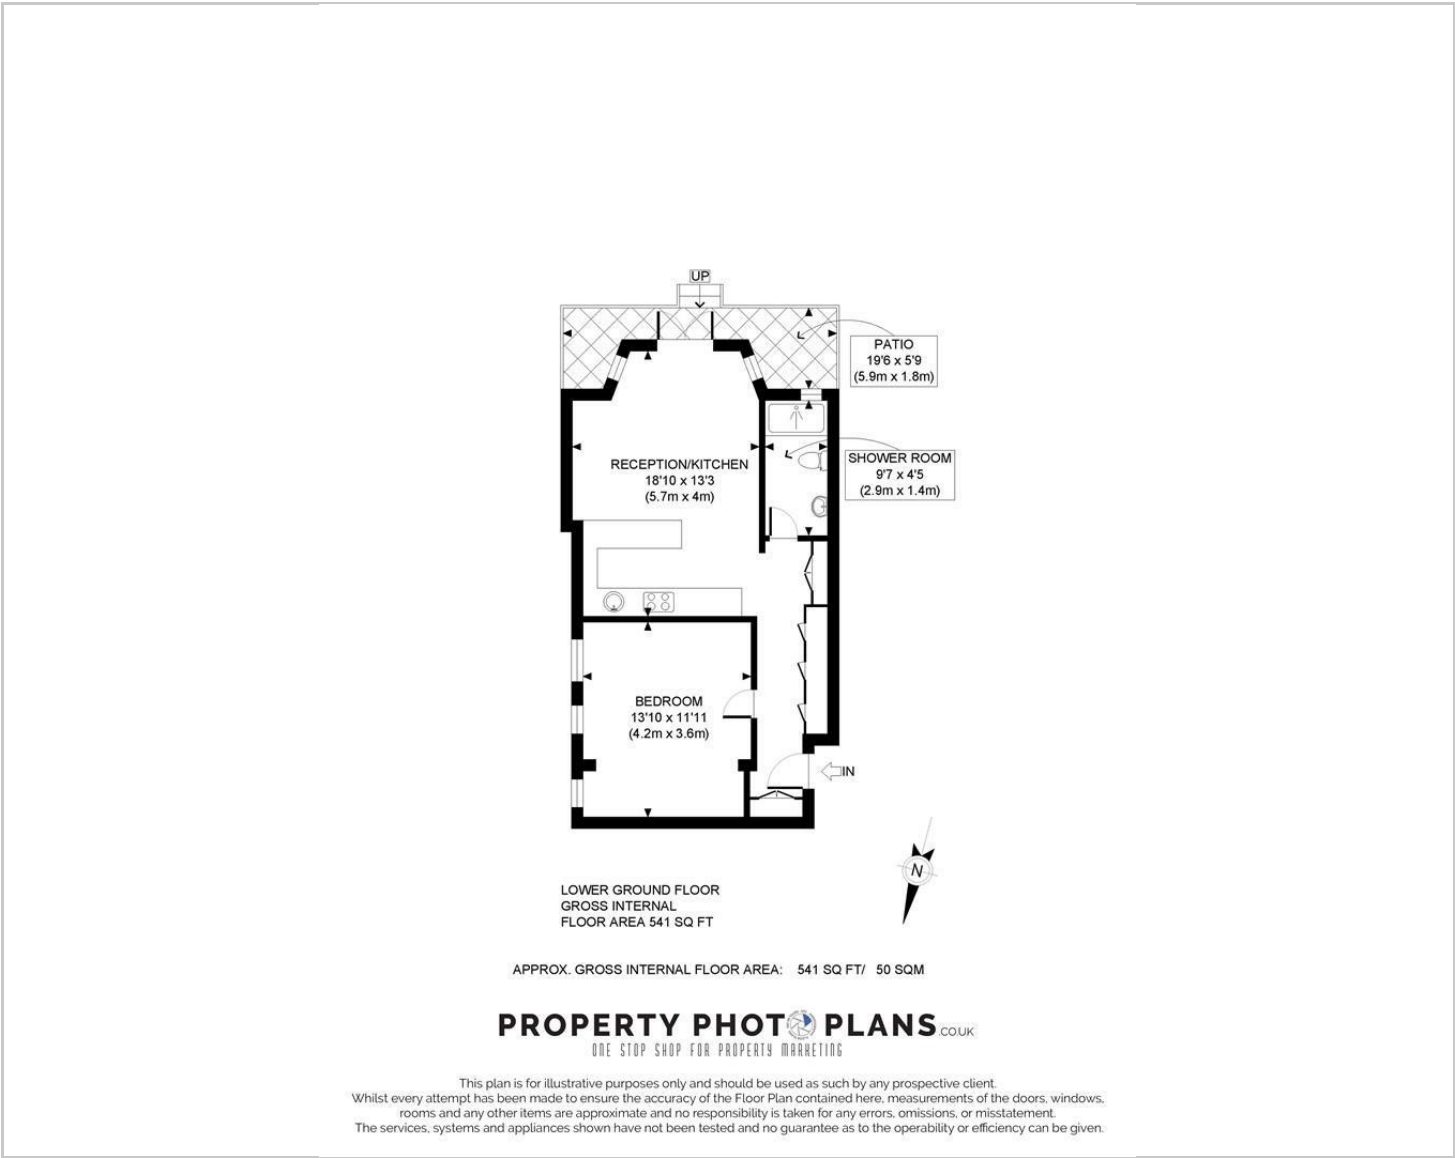 UP
PATIO
19'6 x 5'9
(5.9m x 1.8m)
RECEPTION/KITCHEN
18'10 x 13'3
(5.7m x 4m)
SHOWER ROOM
9'7 x 4'5
(2.9m x 1.4m)
BEDROOM
13'10 x 11'11
(4.2m x 3.6m)
IN
N
LOWER GROUND FLOOR
GROSS INTERNAL
FLOOR AREA 541 SQ FT
APPROX. GROSS INTERNAL FLOOR AREA: 541 SQ FT/ 50 SQM
PROPERTY PHOTO PLANS.CO.UK
ONE STOP SHOP FOR PROPERTY MARKETING
This plan is for illustrative purposes only and should be used as such by any prospective client.
Whilst every attempt has been made to ensure the accuracy of the Floor Plan contained here, measurements of the doors, windows,
rooms and any other items are approximate and no responsibility is taken for any errors, omissions, or misstatement.
The services, systems and appliances shown have not been tested and no guarantee as to the operability or efficiency can be given.